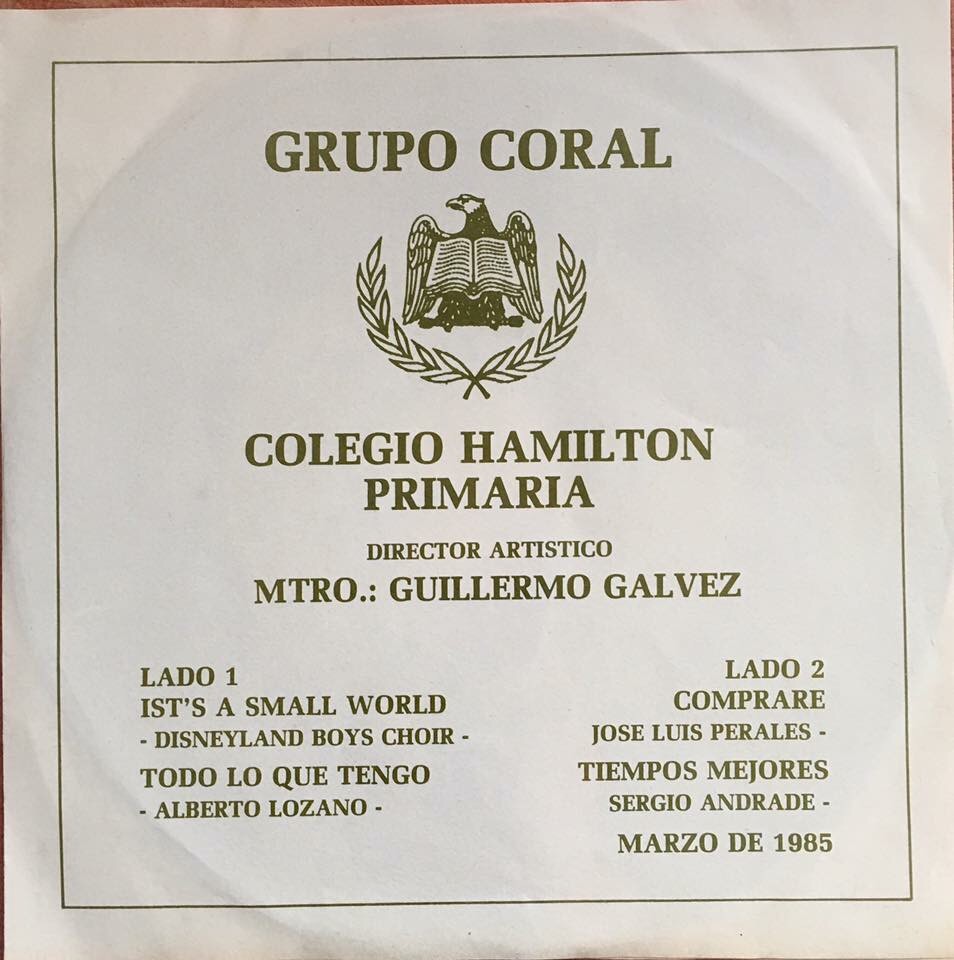 GRUPO CORAL
COLEGIO HAMILTON
PRIMARIA
DIRECTOR ARTISTICO
MTRO.: GUILLERMO GALVEZ
LADO 1
IST'S A SMALL WORLD
- DISNEYLAND BOYS CHOIR -
TODO LO QUE TENGO
- ALBERTO LOZANO -
LADO 2
COMPRARE
JOSE LUIS PERALES -
TIEMPOS MEJORES
SERGIO ANDRADE -
MARZO DE 1985